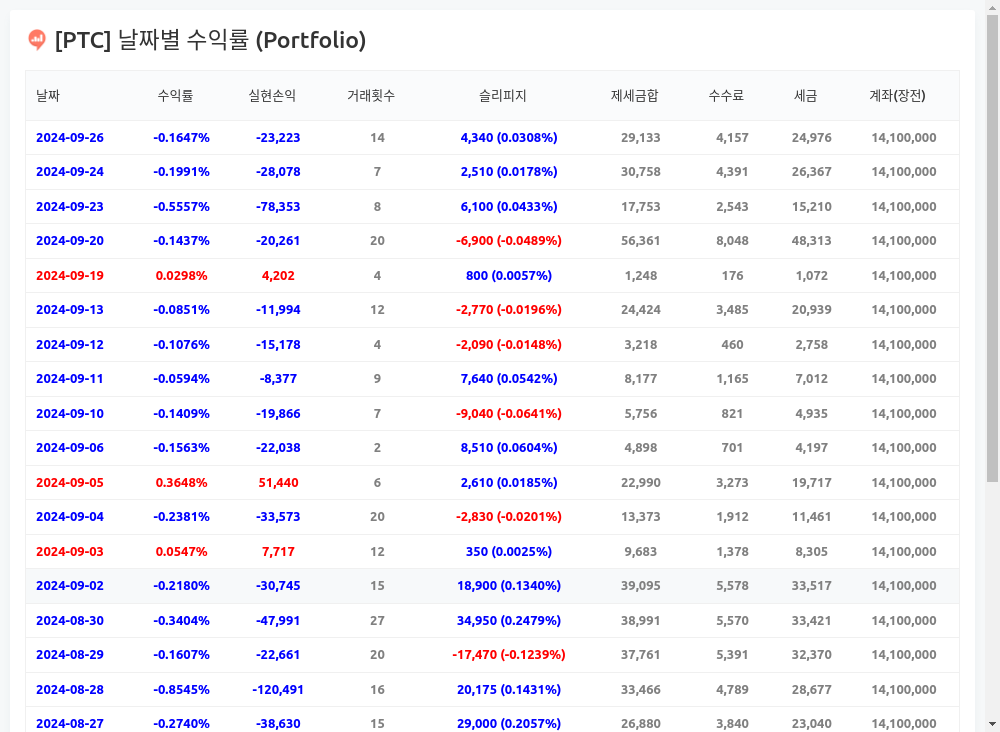 [PTC] 날짜별 수익률 (Portfolio)
날짜 수익률 실현손익 거래횟수 슬리피지 제세금합 수수료 세금 계좌(장전)
2024-09-26 -0.1647% -23,223 14 4,340 (0.0308%) 29,133 4,157 24,976 14,100,000
2024-09-24 -0.1991% -28,078 7 2,510 (0.0178%) 30,758 4,391 26,367 14,100,000
2024-09-23 -0.5557% -78,353 8 6,100 (0.0433%) 17,753 2,543 15,210 14,100,000
2024-09-20 -0.1437% -20,261 20 -6,900 (-0.0489%) 56,361 8,048 48,313 14,100,000
2024-09-19 0.0298% 4,202 4 800 (0.0057%) 1,248 176 1,072 14,100,000
2024-09-13 -0.0851% -11,994 12 -2,770 (-0.0196%) 24,424 3,485 20,939 14,100,000
2024-09-12 -0.1076% -15,178 4 -2,090 (-0.0148%) 3,218 460 2,758 14,100,000
2024-09-11 -0.0594% -8,377 9 7,640 (0.0542%) 8,177 1,165 7,012 14,100,000
2024-09-10 -0.1409% -19,866 7 -9,040 (-0.0641%) 5,756 821 4,935 14,100,000
2024-09-06 -0.1563% -22,038 2 8,510 (0.0604%) 4,898 701 4,197 14,100,000
2024-09-05 0.3648% 51,440 6 2,610 (0.0185%) 22,990 3,273 19,717 14,100,000
2024-09-04 -0.2381% -33,573 20 -2,830 (-0.0201%) 13,373 1,912 11,461 14,100,000
2024-09-03 0.0547% 7,717 12 350 (0.0025%) 9,683 1,378 8,305 14,100,000
2024-09-02 -0.2180% -30,745 15 18,900 (0.1340%) 39,095 5,578 33,517 14,100,000
2024-08-30 -0.3404% -47,991 27 34,950 (0.2479%) 38,991 5,570 33,421 14,100,000
2024-08-29 -0.1607% -22,661 20 -17,470 (-0.1239%) 37,761 5,391 32,370 14,100,000
2024-08-28 -0.8545% -120,491 16 20,175 (0.1431%) 33,466 4,789 28,677 14,100,000
2024-08-27 -0.2740% -38,630 15 29,000 (0.2057%) 26,880 3,840 23,040 14,100,000